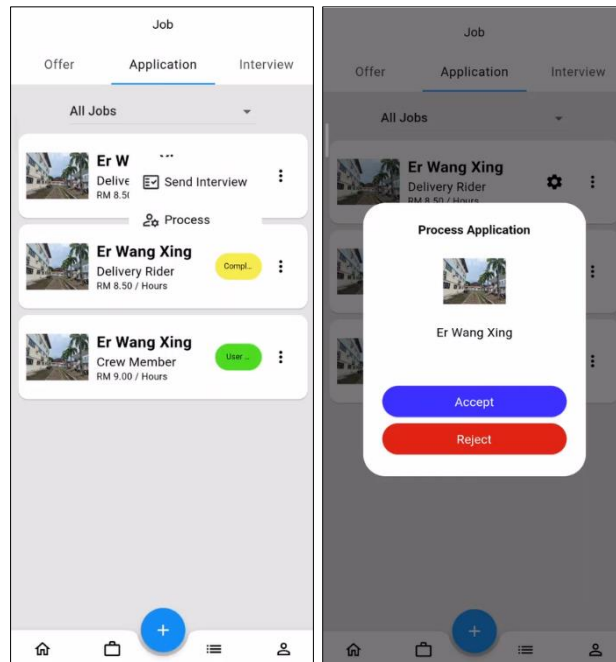 Job
Offer Application Interview
All Jobs
Er W
Delive
RM 8.50
Send Interview
Process
Er Wang Xing
Delivery Rider
RM 8.50 / Hours
Compl...
Er Wang Xing
Crew Member
RM 9.00 / Hours
User ...
Job
Offer Application Interview
All Jobs
Er Wang Xing
Delivery Rider
RM 8.50 / Hours
Process Application
Er Wang Xing
Accept
Reject